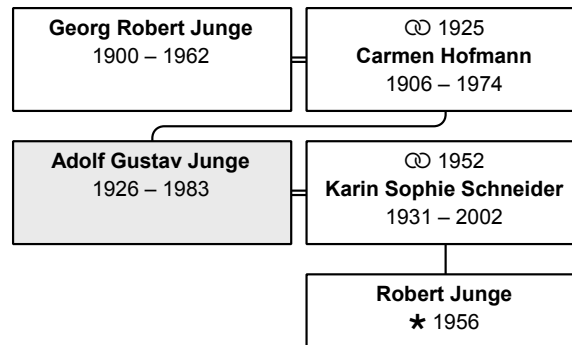 Georg Robert Junge
1900 – 1962
⚭ 1925
Carmen Hofmann
1906 – 1974
Adolf Gustav Junge
1926 – 1983
⚭ 1952
Karin Sophie Schneider
1931 – 2002
Robert Junge
* 1956